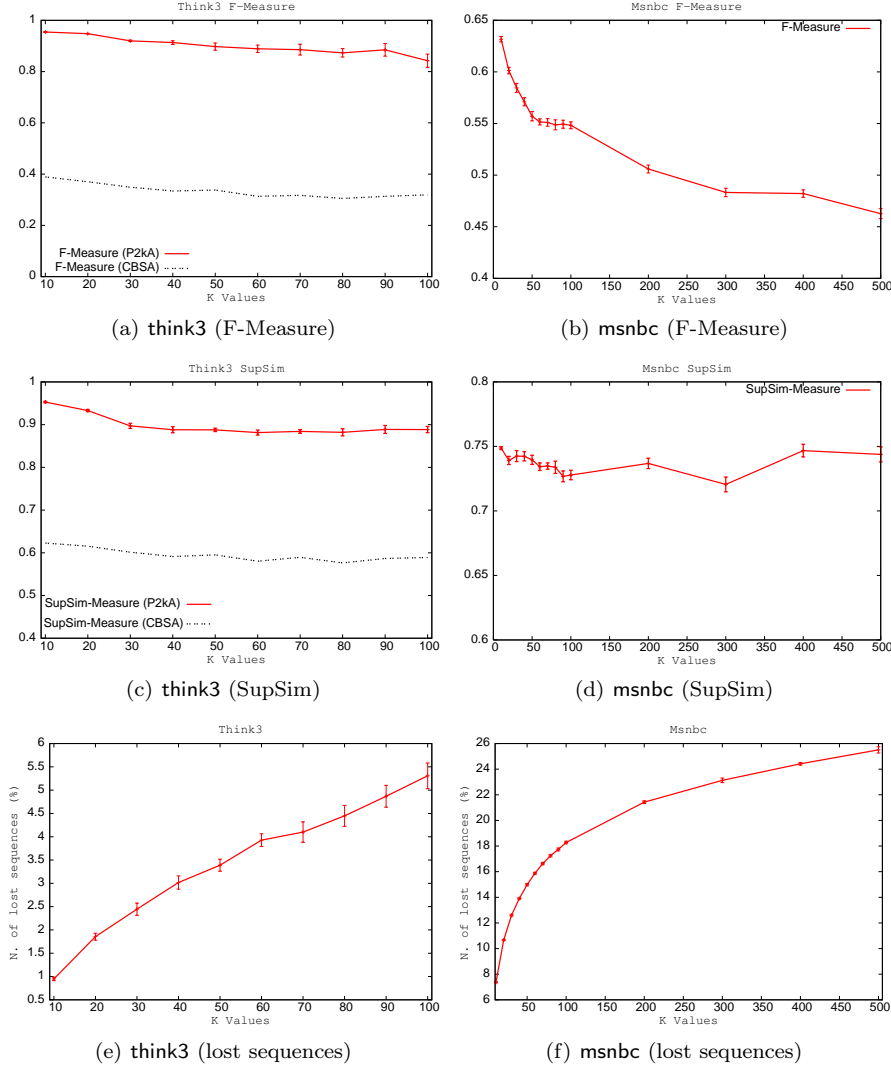 Think3 F-Measure
1
0.8
0.6
0.4
0.2
0
F-Measure (P2kA)
F-Measure (CBSA)
10 20 30 40 50 60 70 80 90 100
K Values
(a) think3 (F-Measure)
Msnbc F-Measure
0.65
0.6
0.55
0.5
0.45
0.4
F-Measure
0 50 100 150 200 250 300 350 400 450 500
K Values
(b) msnbc (F-Measure)
Think3 SupSim
1
0.9
0.8
0.7
0.6
0.5
0.4
SupSim-Measure (P2kA)
SupSim-Measure (CBSA)
10 20 30 40 50 60 70 80 90 100
K Values
(c) think3 (SupSim)
Msnbc SupSim
0.8
0.75
0.7
0.65
0.6
SupSim-Measure
0 50 100 150 200 250 300 350 400 450 500
K Values
(d) msnbc (SupSim)
Think3
N. of lost sequences (%)
6
5.5
5
4.5
4
3.5
3
2.5
2
1.5
1
0.5
10 20 30 40 50 60 70 80 90 100
K Values
(e) think3 (lost sequences)
Msnbc
N. of lost sequences (%)
26
24
22
20
18
16
14
12
10
8
6
50 100 150 200 250 300 350 400 450 500
K Values
(f) msnbc (lost sequences)